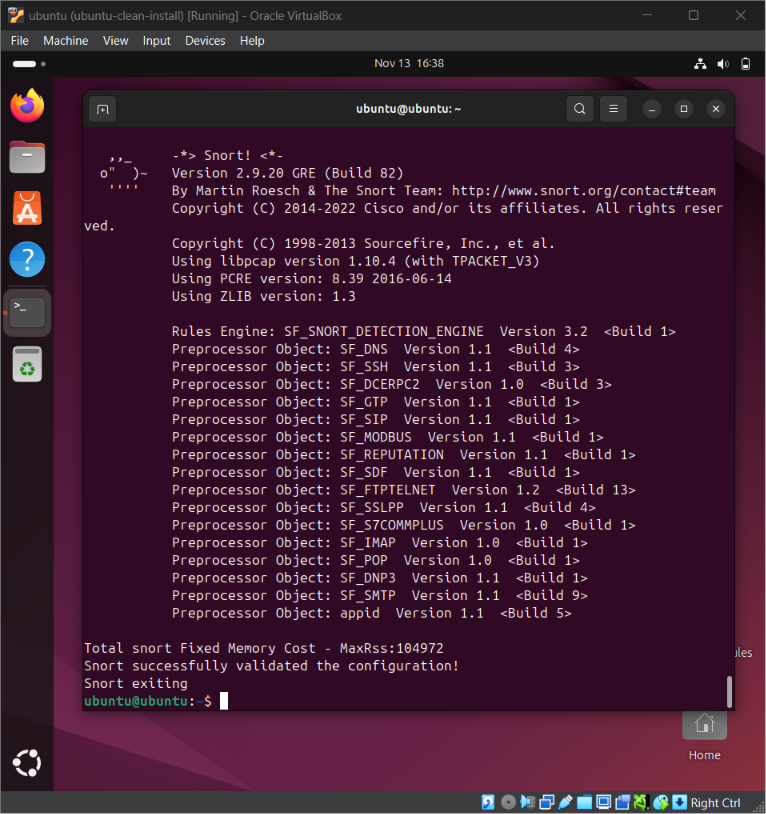 ubuntu (ubuntu-clean-install) [Running] - Oracle VirtualBox
File Machine View Input Devices Help
Nov 13 16:38
ubuntu@ubuntu: ~
,,_ -*> Snort! <*-
o" )~ Version 2.9.20 GRE (Build 82)
'''' By Martin Roesch & The Snort Team: http://www.snort.org/contact#team
Copyright (C) 2014-2022 Cisco and/or its affiliates. All rights reser
ved.
Copyright (C) 1998-2013 Sourcefire, Inc., et al.
Using libpcap version 1.10.4 (with TPACKET_V3)
Using PCRE version: 8.39 2016-06-14
Using ZLIB version: 1.3
Rules Engine: SF_SNORT_DETECTION_ENGINE Version 3.2 <Build 1>
Preprocessor Object: SF_DNS Version 1.1 <Build 4>
Preprocessor Object: SF_SSH Version 1.1 <Build 3>
Preprocessor Object: SF_DCERPC2 Version 1.0 <Build 3>
Preprocessor Object: SF_GTP Version 1.1 <Build 1>
Preprocessor Object: SF_SIP Version 1.1 <Build 1>
Preprocessor Object: SF_MODBUS Version 1.1 <Build 1>
Preprocessor Object: SF_REPUTATION Version 1.1 <Build 1>
Preprocessor Object: SF_SDF Version 1.1 <Build 1>
Preprocessor Object: SF_FTPTELNET Version 1.2 <Build 13>
Preprocessor Object: SF_SSLPP Version 1.1 <Build 4>
Preprocessor Object: SF_S7COMMPLUS Version 1.0 <Build 1>
Preprocessor Object: SF_IMAP Version 1.0 <Build 1>
Preprocessor Object: SF_POP Version 1.0 <Build 1>
Preprocessor Object: SF_DNP3 Version 1.1 <Build 1>
Preprocessor Object: SF_SMTP Version 1.1 <Build 9>
Preprocessor Object: appid Version 1.1 <Build 5>
Total snort Fixed Memory Cost - MaxRss:104972
Snort successfully validated the configuration!
Snort exiting
ubuntu@ubuntu:~$
Home
Right Ctrl